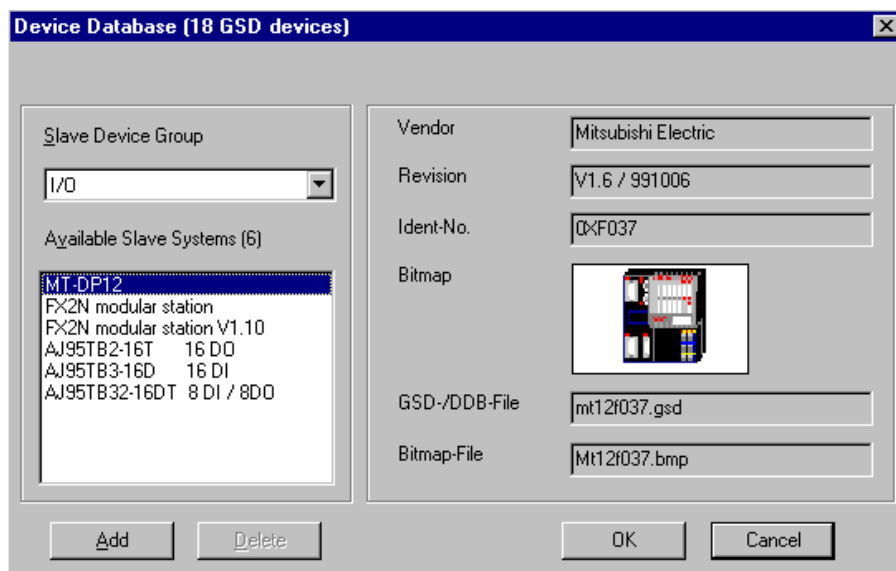 Device Database (18 GSD devices)
Slave Device Group
I/O
Available Slave Systems (6)
MT-DP12
FX2N modular station
FX2N modular station V1.10
AJ95TB2-16T 16 DO
AJ95TB3-16D 16 DI
AJ95TB32-16DT 8 DI / 8DO
Add
Delete
Vendor
Mitsubishi Electric
Revision
V1.6 / 991006
Ident-No.
0XF037
Bitmap
GSD-/DDB-File
mt12f037.gsd
Bitmap-File
Mt12f037.bmp
OK
Cancel